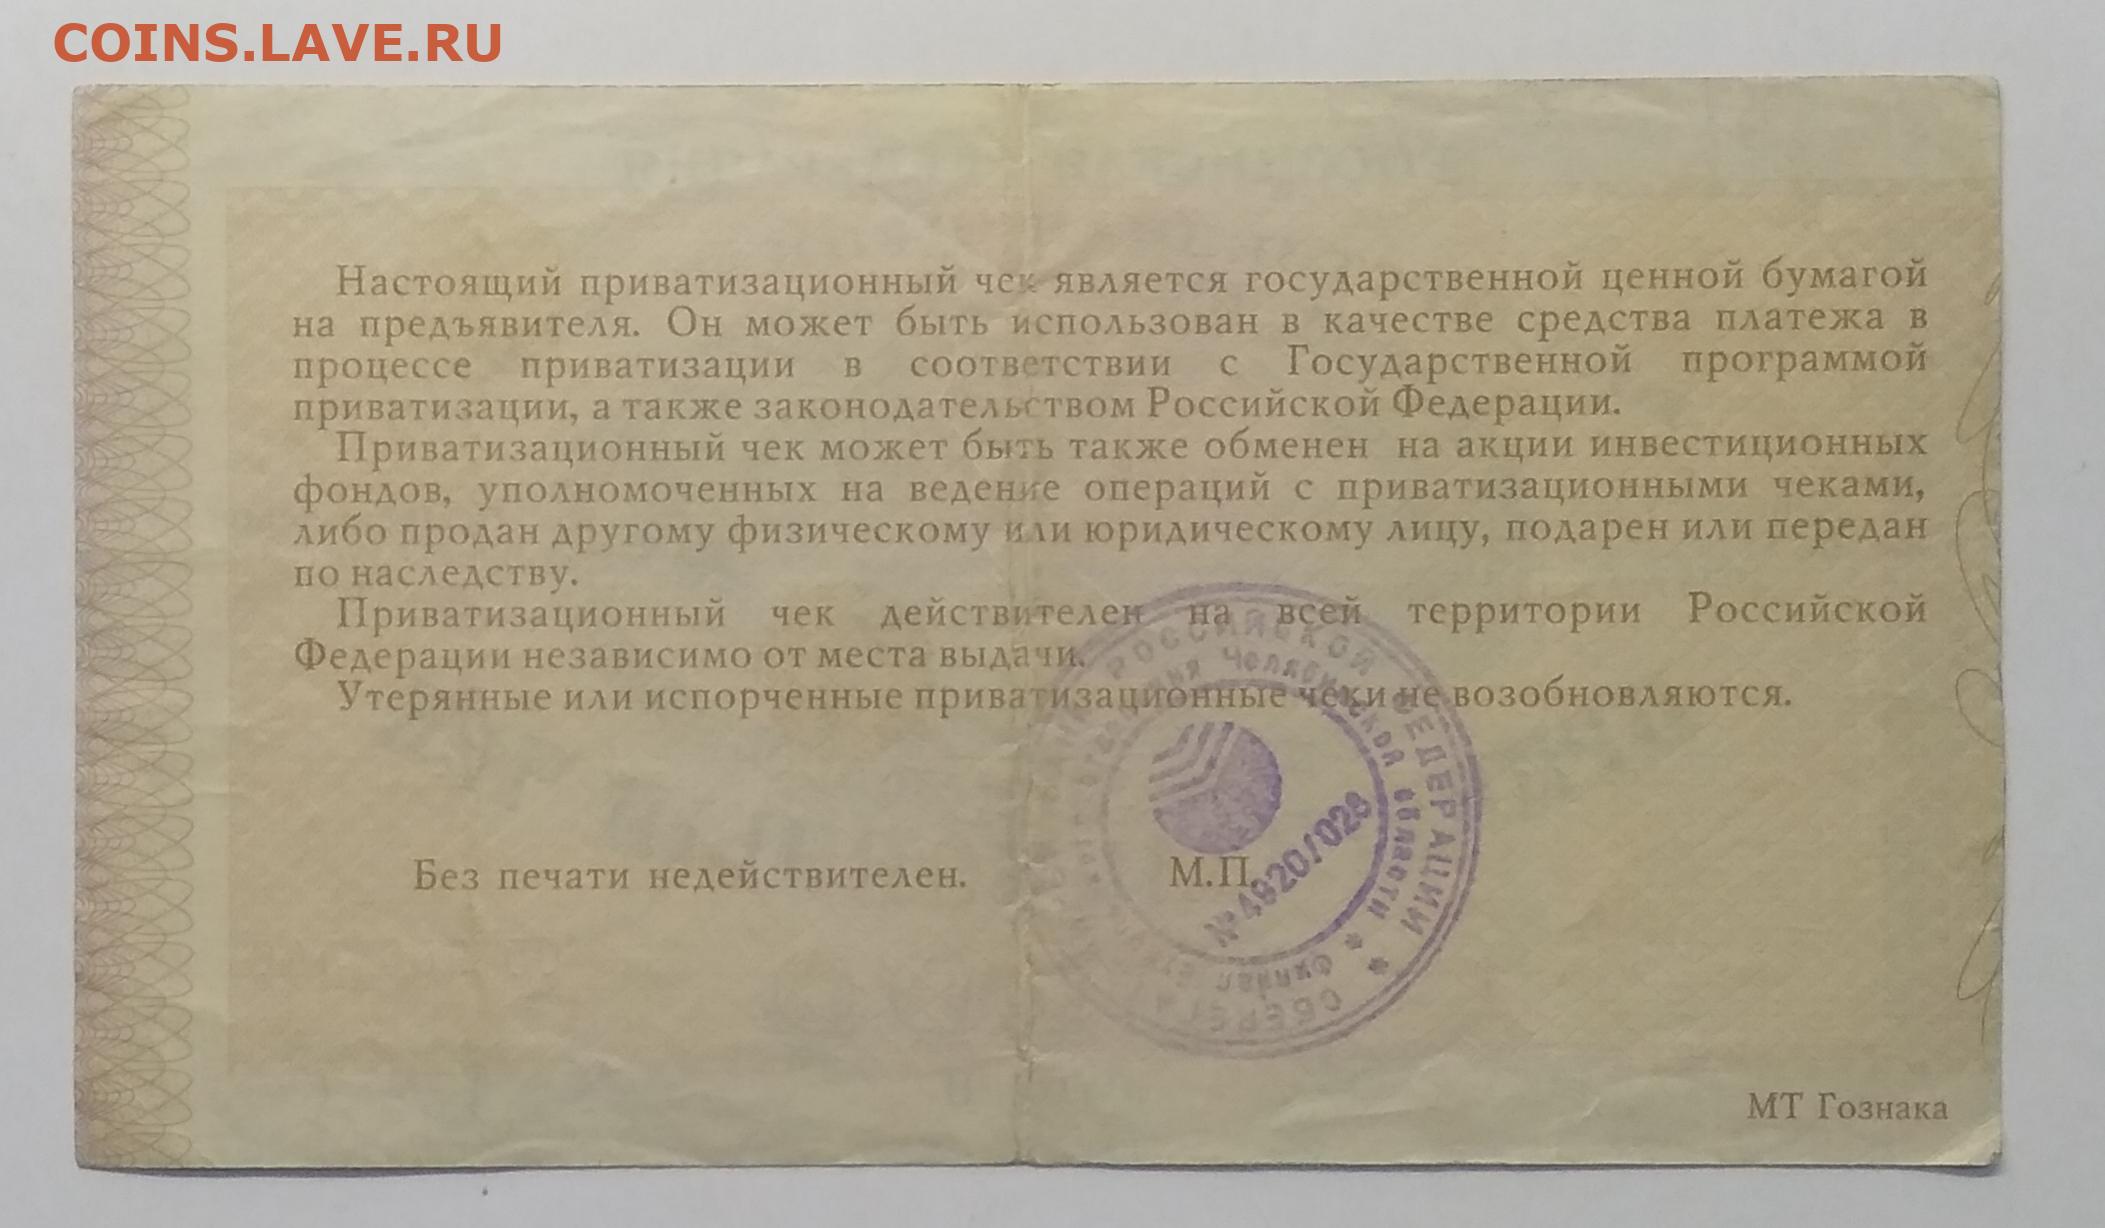 COINS.LAVE.RU
Настоящий приватизационный чек является государственной ценной бумагой
на предъявителя. Он может быть использован в качестве средства платежа в
процессе приватизации в соответствии с Государственной программой
приватизации, а также законодательством Российской Федерации.
Приватизационный чек может быть также обменен на акции инвестиционных
фондов, уполномоченных на ведение операций с приватизационными чеками,
либо продан другому физическому или юридическому лицу, подарен или передан
по наследству.
Приватизационный чек действителен на всей территории Российской
Федерации независимо от места выдачи.
Утерянные или испорченные приватизационные чеки не возобновляются.
Без печати недействителен.
М.П.
РОССИЙСКОЙ ФЕДЕРАЦИИ *
Челябинской области *
МТ Гознака